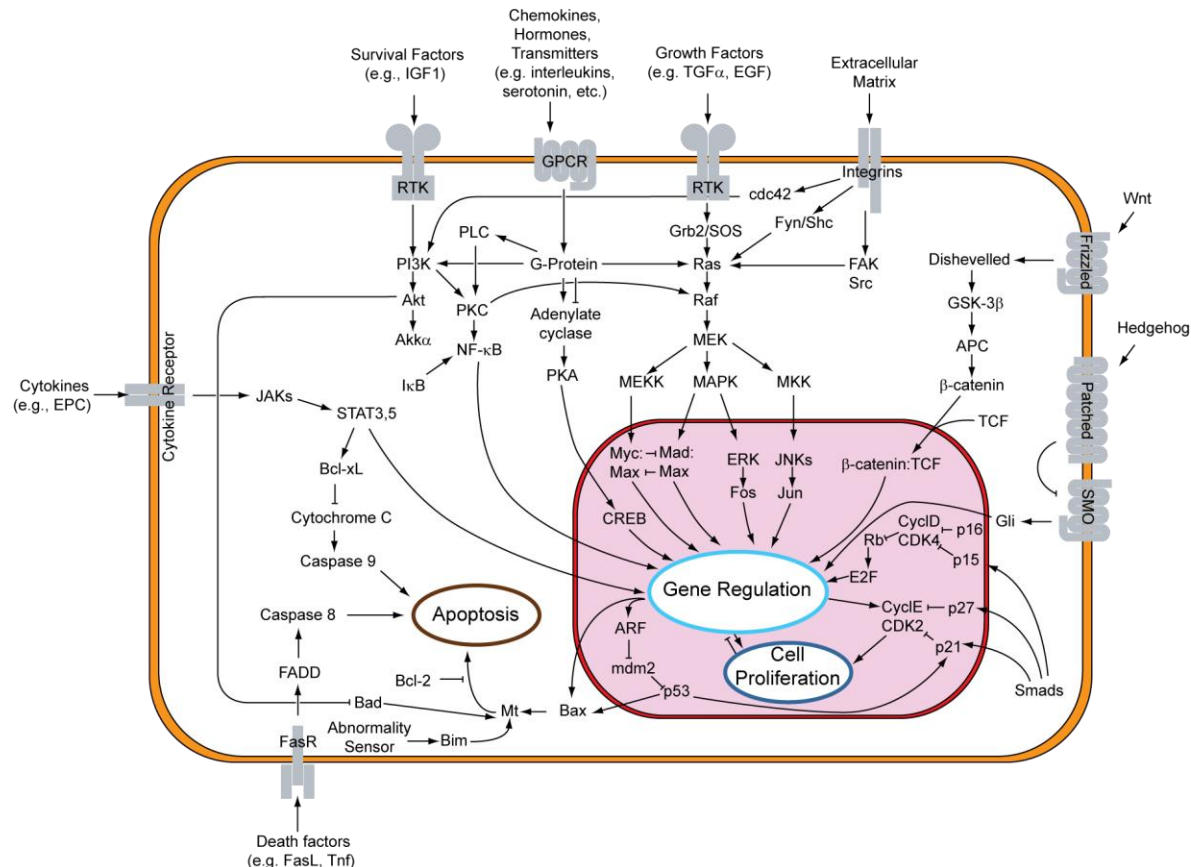 Chemokines,
Hormones,
Transmitters
(e.g. interleukins,
serotonin, etc.)
Survival Factors
(e.g., IGF1)
Growth Factors
(e.g. TGFα, EGF)
Extracellular
Matrix
GPCR
RTK
RTK
Integrins
cdc42
Wnt
PLC
Grb2/SOS
Fyn/Shc
Frizzled
PI3K
G-Protein
Ras
FAK
Src
Dishevelled
Akt
PKC
Raf
GSK-3β
Adenylate
cyclase
Akkα
NF-κB
MEK
APC
Hedgehog
IκB
PKA
MEKK
MAPK
MKK
β-catenin
Patched
Cytokines
(e.g., EPC)
Cytokine Receptor
JAKs
STAT3,5
TCF
Myc:
Max
Mad:
Max
ERK
JNKs
β-catenin:TCF
Bcl-xL
Fos
Jun
Cytochrome C
CREB
Gli
SMO
CyclD
CDK4
p16
Rb
p15
Caspase 9
E2F
Gene Regulation
Caspase 8
Apoptosis
CyclE
CDK2
p27
ARF
p21
FADD
mdm2
Cell
Proliferation
Bcl-2
p53
Smads
Bad
Mt
Bax
Abnormality
Sensor
Bim
FasR
Death factors
(e.g. FasL, Tnf)